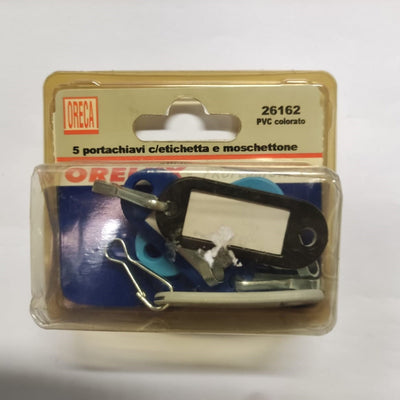 ORECA
26162
PVC colorato
5 portachiavi c/etichetta e moschettone